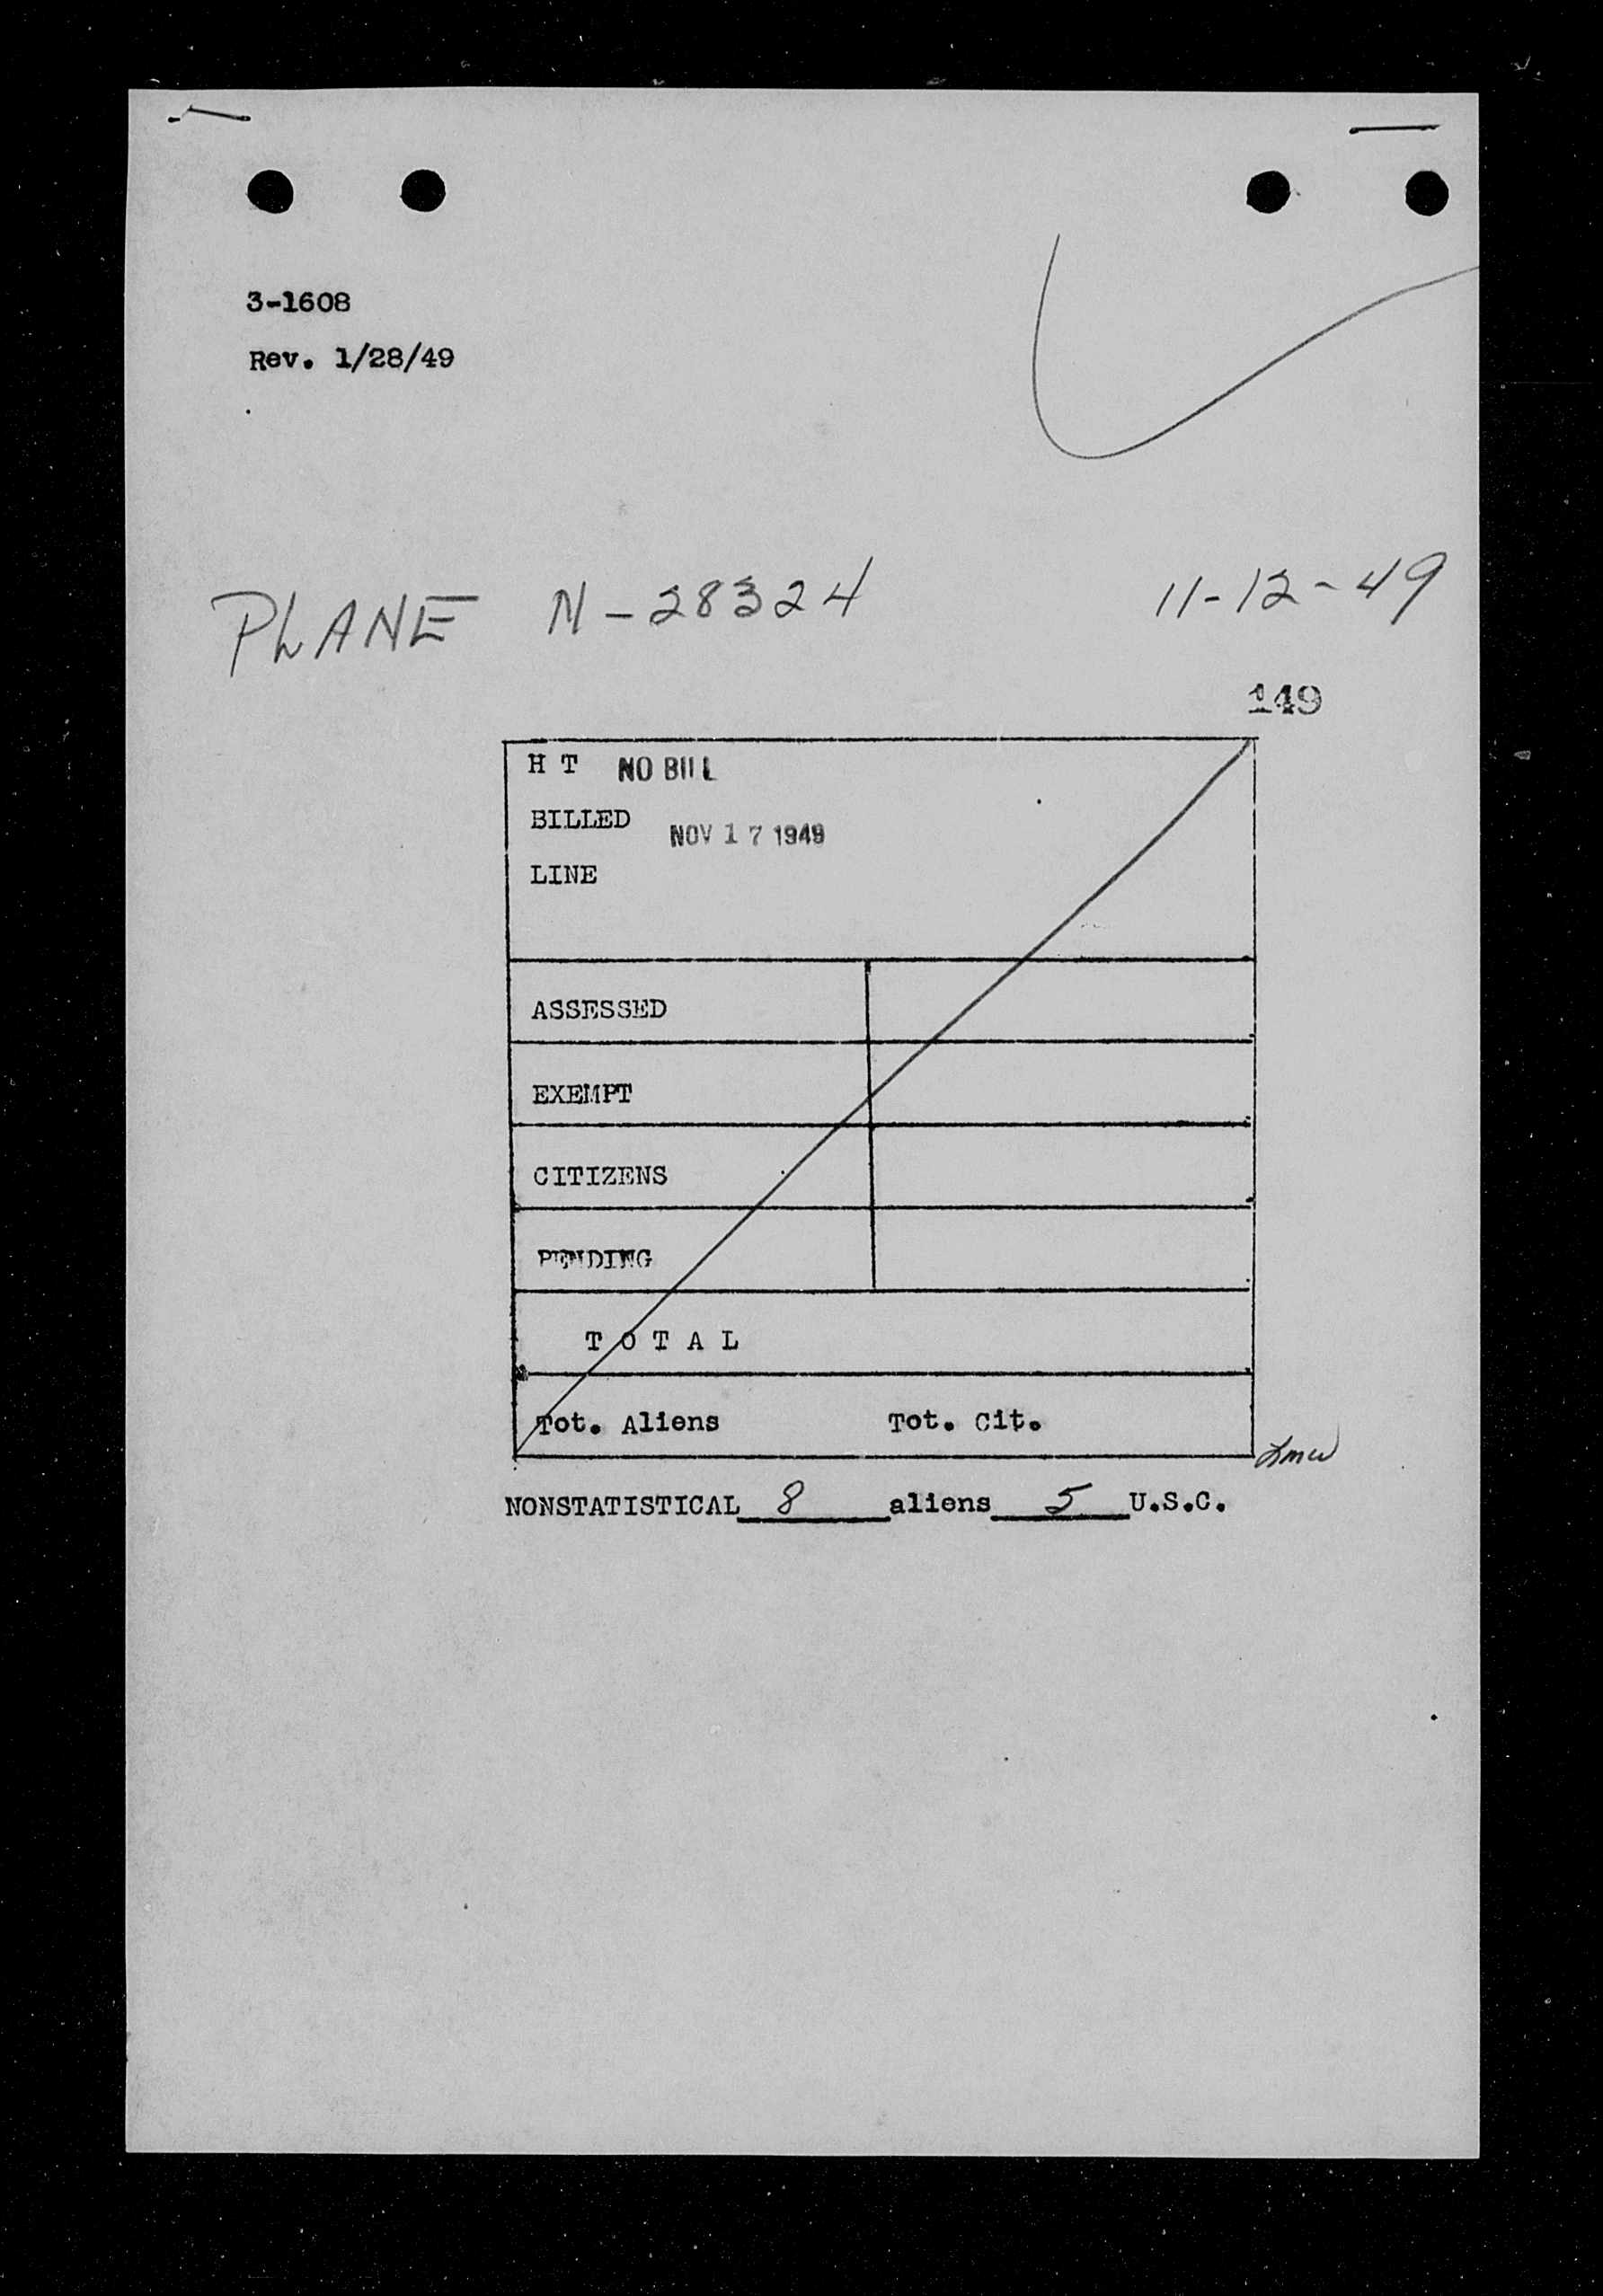 3-1608
Rev. 1/28/49
PLANE N-28324 11-12-49
149
H T NO BILL
BILLED NOV 17 1949
LINE
ASSESSED
EXEMPT
CITIZENS
PENDING
T O T A L
Tot. Aliens Tot. Cit.
NONSTATISTICAL 8 aliens 5 U.S.C.